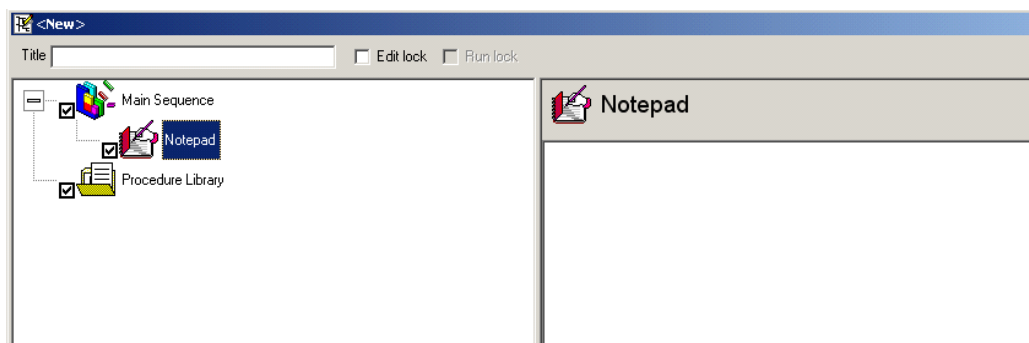 <New>
Title Edit lock Run lock
Main Sequence
Notepad
Procedure Library
Notepad